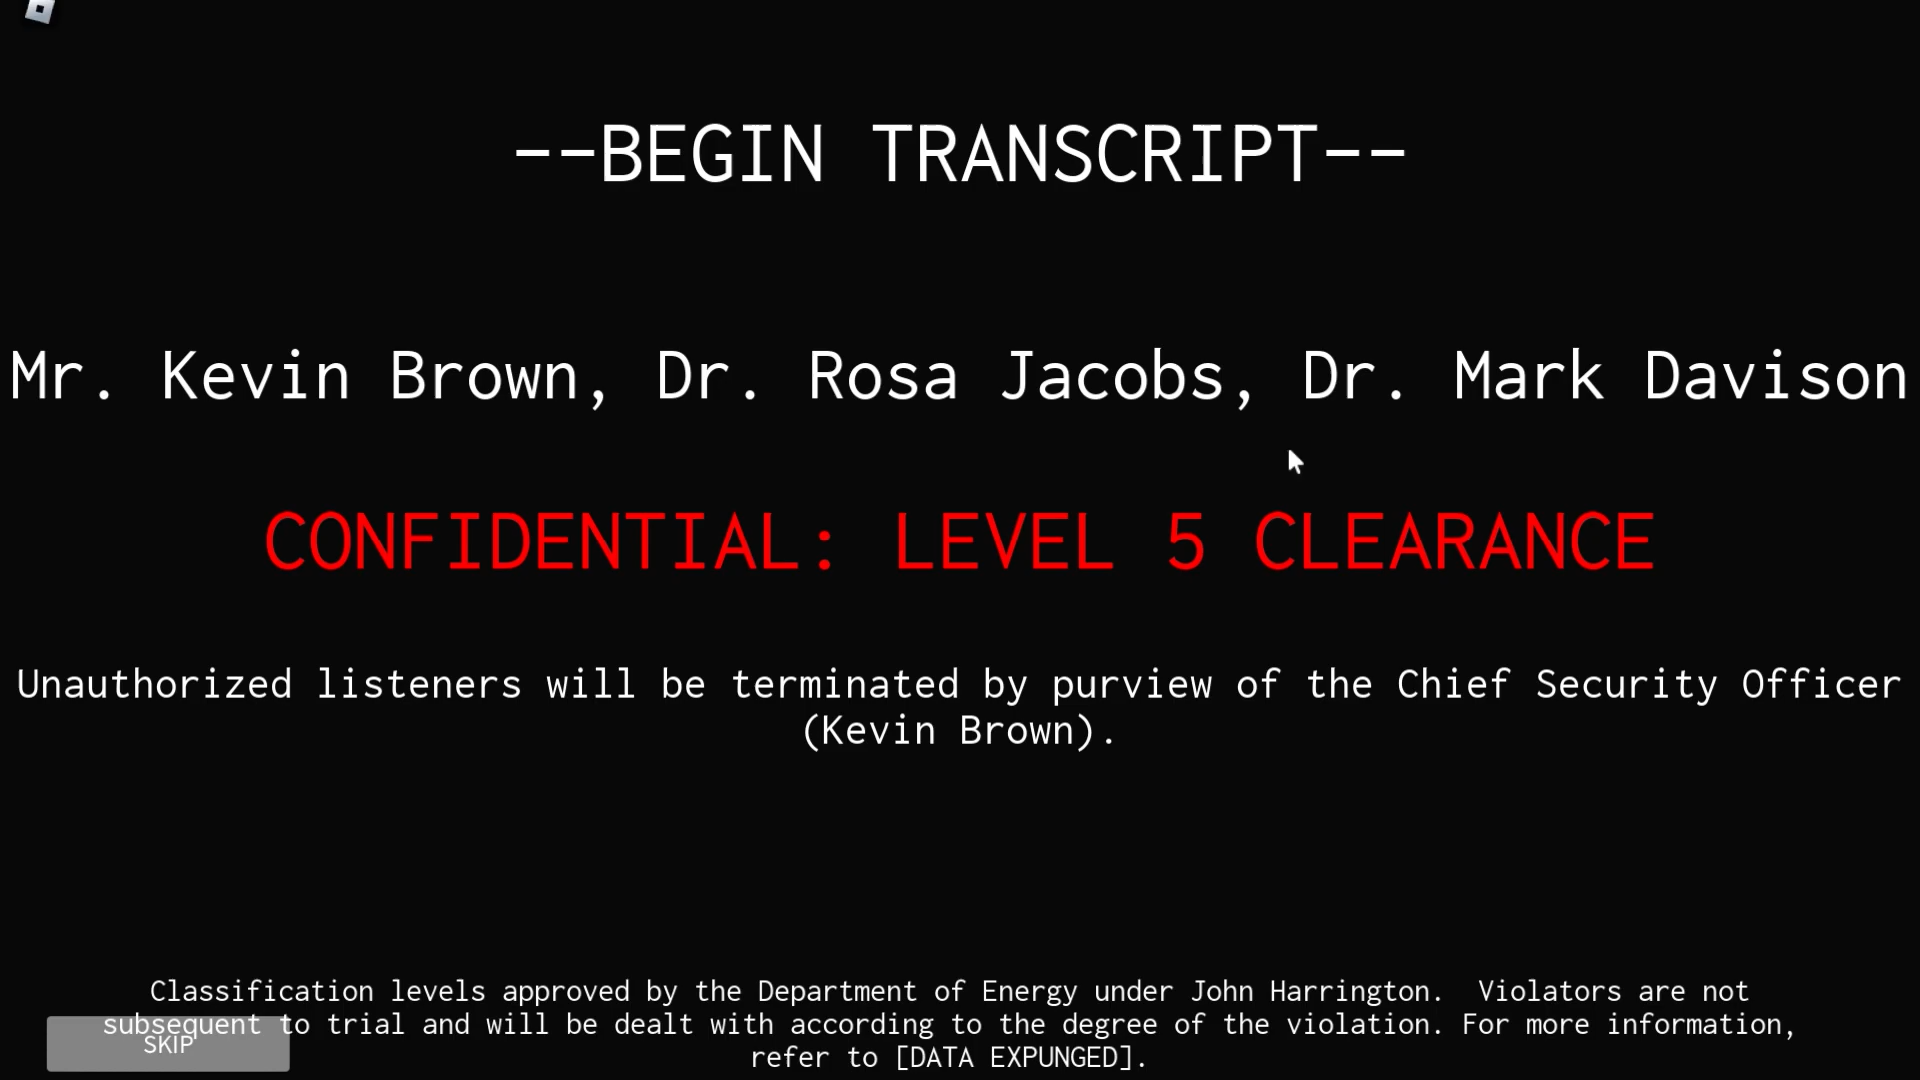 --BEGIN TRANSCRIPT--
Mr. Kevin Brown, Dr. Rosa Jacobs, Dr. Mark Davison
CONFIDENTIAL: LEVEL 5 CLEARANCE
Unauthorized listeners will be terminated by purview of the Chief Security Officer
(Kevin Brown).
Classification levels approved by the Department of Energy under John Harrington.  Violators are not
subsequent to trial and will be dealt with according to the degree of the violation. For more information,
refer to [DATA EXPUNGED].
SKIP